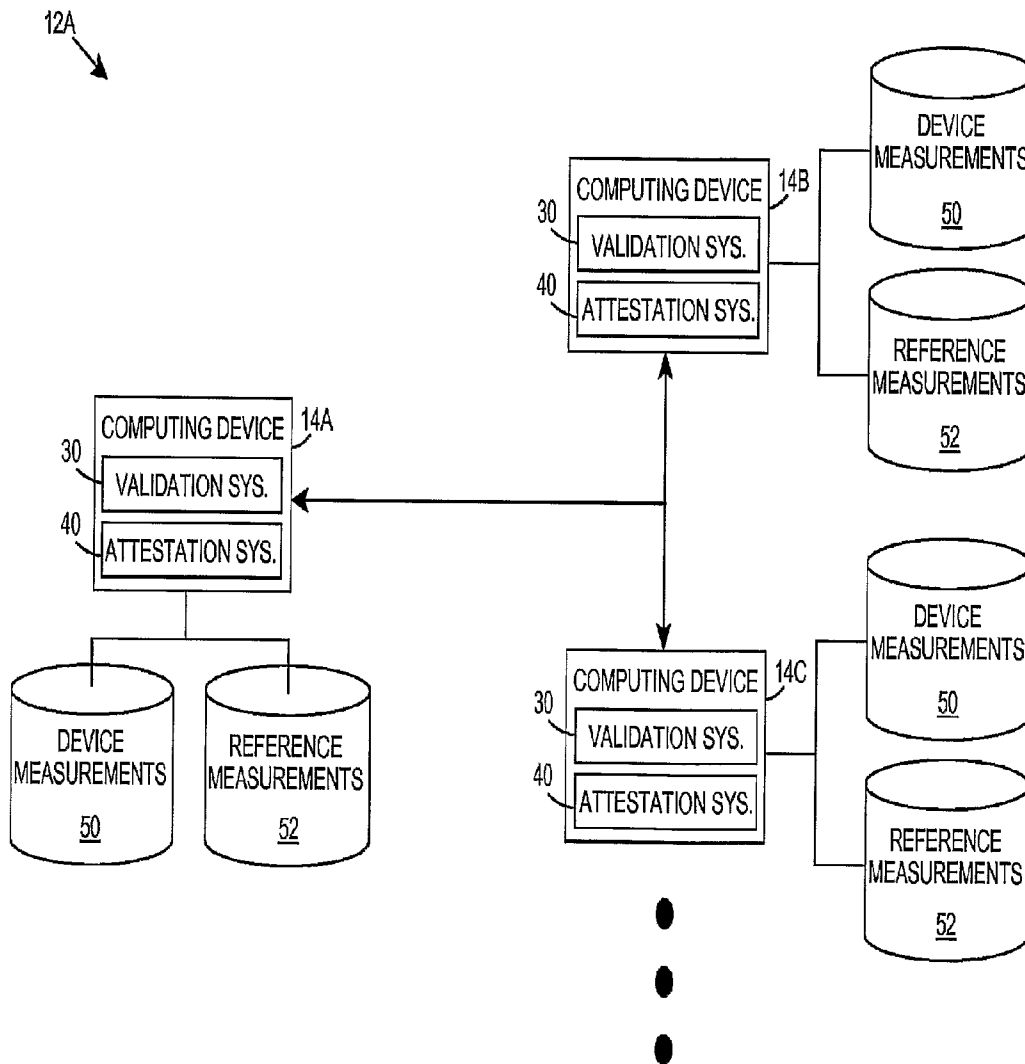 12A
DEVICE
MEASUREMENTS
50
COMPUTING DEVICE
14B
30
VALIDATION SYS.
40
ATTESTATION SYS.
REFERENCE
MEASUREMENTS
52
COMPUTING DEVICE
14A
30
VALIDATION SYS.
40
ATTESTATION SYS.
DEVICE
MEASUREMENTS
50
REFERENCE
MEASUREMENTS
52
COMPUTING DEVICE
14C
30
VALIDATION SYS.
40
ATTESTATION SYS.
DEVICE
MEASUREMENTS
50
REFERENCE
MEASUREMENTS
52